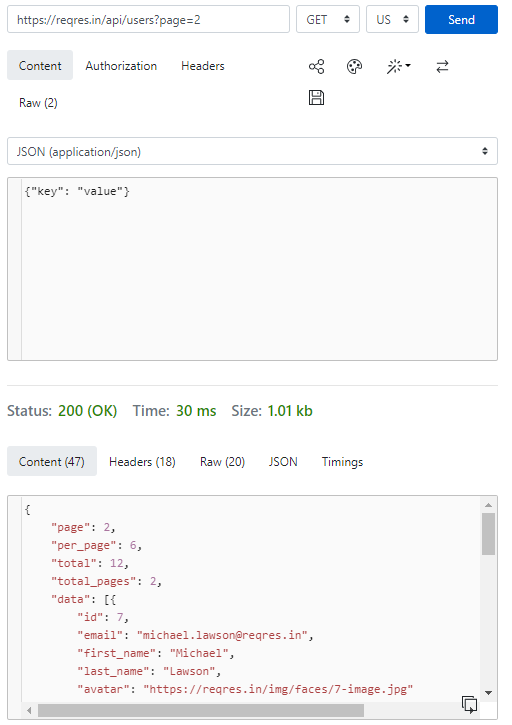 https://reqres.in/api/users?page=2 GET US Send
Content Authorization Headers
Raw (2)
JSON (application/json)
{"key": "value"}
Status: 200 (OK) Time: 30 ms Size: 1.01 kb
Content (47) Headers (18) Raw (20) JSON Timings
{
"page": 2,
"per_page": 6,
"total": 12,
"total_pages": 2,
"data": [{
"id": 7,
"email": "michael.lawson@reqres.in",
"first_name": "Michael",
"last_name": "Lawson",
"avatar": "https://reqres.in/img/faces/7-image.jpg"